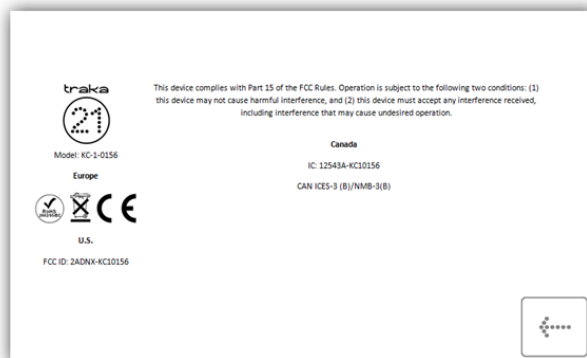 traka
21
Model: KC-1-0156
Europe
RoHS
CE
U.S.
FCC ID: 2ADNX-KC10156
This device complies with Part 15 of the FCC Rules. Operation is subject to the following two conditions: (1)
this device may not cause harmful interference, and (2) this device must accept any interference received,
including interference that may cause undesired operation.
Canada
IC: 12543A-KC10156
CAN ICES-3 (B)/NMB-3(B)